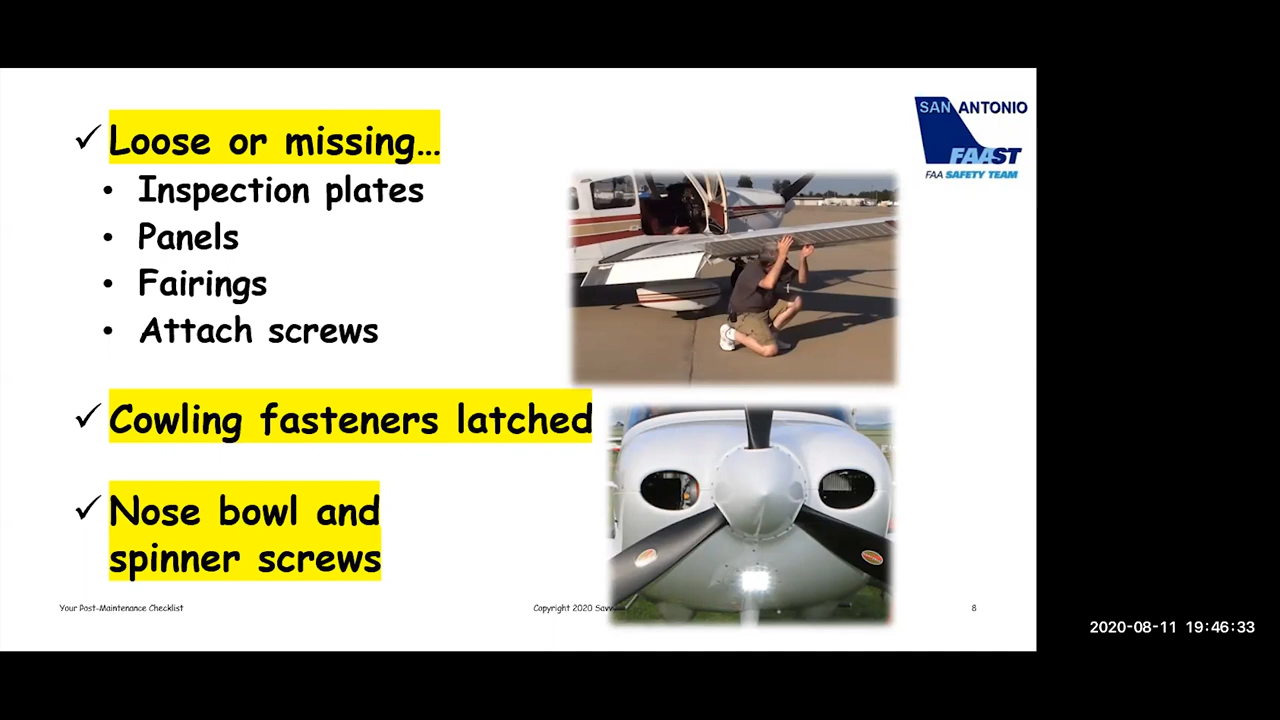 ✓ Loose or missing...
• Inspection plates
• Panels
• Fairings
• Attach screws
✓ Cowling fasteners latched
✓ Nose bowl and
spinner screws
SAN ANTONIO
FAAST
FAA SAFETY TEAM
Your Post-Maintenance Checklist
Copyright 2020
8
2020-08-11 19:46:33